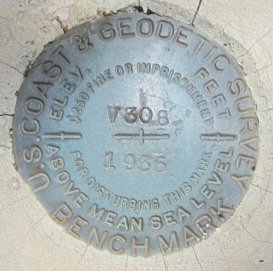 U.S. COAST & GEODETIC SURVEY
BENCH MARK
ELEV. FEET
ABOVE MEAN SEA LEVEL
$250 FINE OR IMPRISONMENT
FOR DISTURBING THIS MARK
V 308
1935